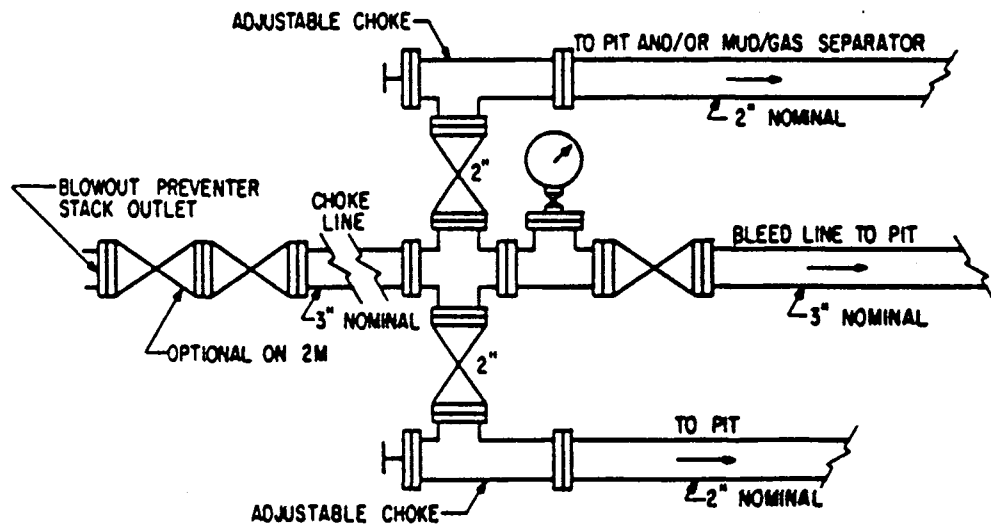 ADJUSTABLE CHOKE
TO PIT AND/OR MUD/GAS SEPARATOR
2" NOMINAL
2"
BLOWOUT PREVENTER
STACK OUTLET
CHOKE
LINE
BLEED LINE TO PIT
3" NOMINAL
3" NOMINAL
OPTIONAL ON 2M
2"
TO PIT
2" NOMINAL
ADJUSTABLE CHOKE